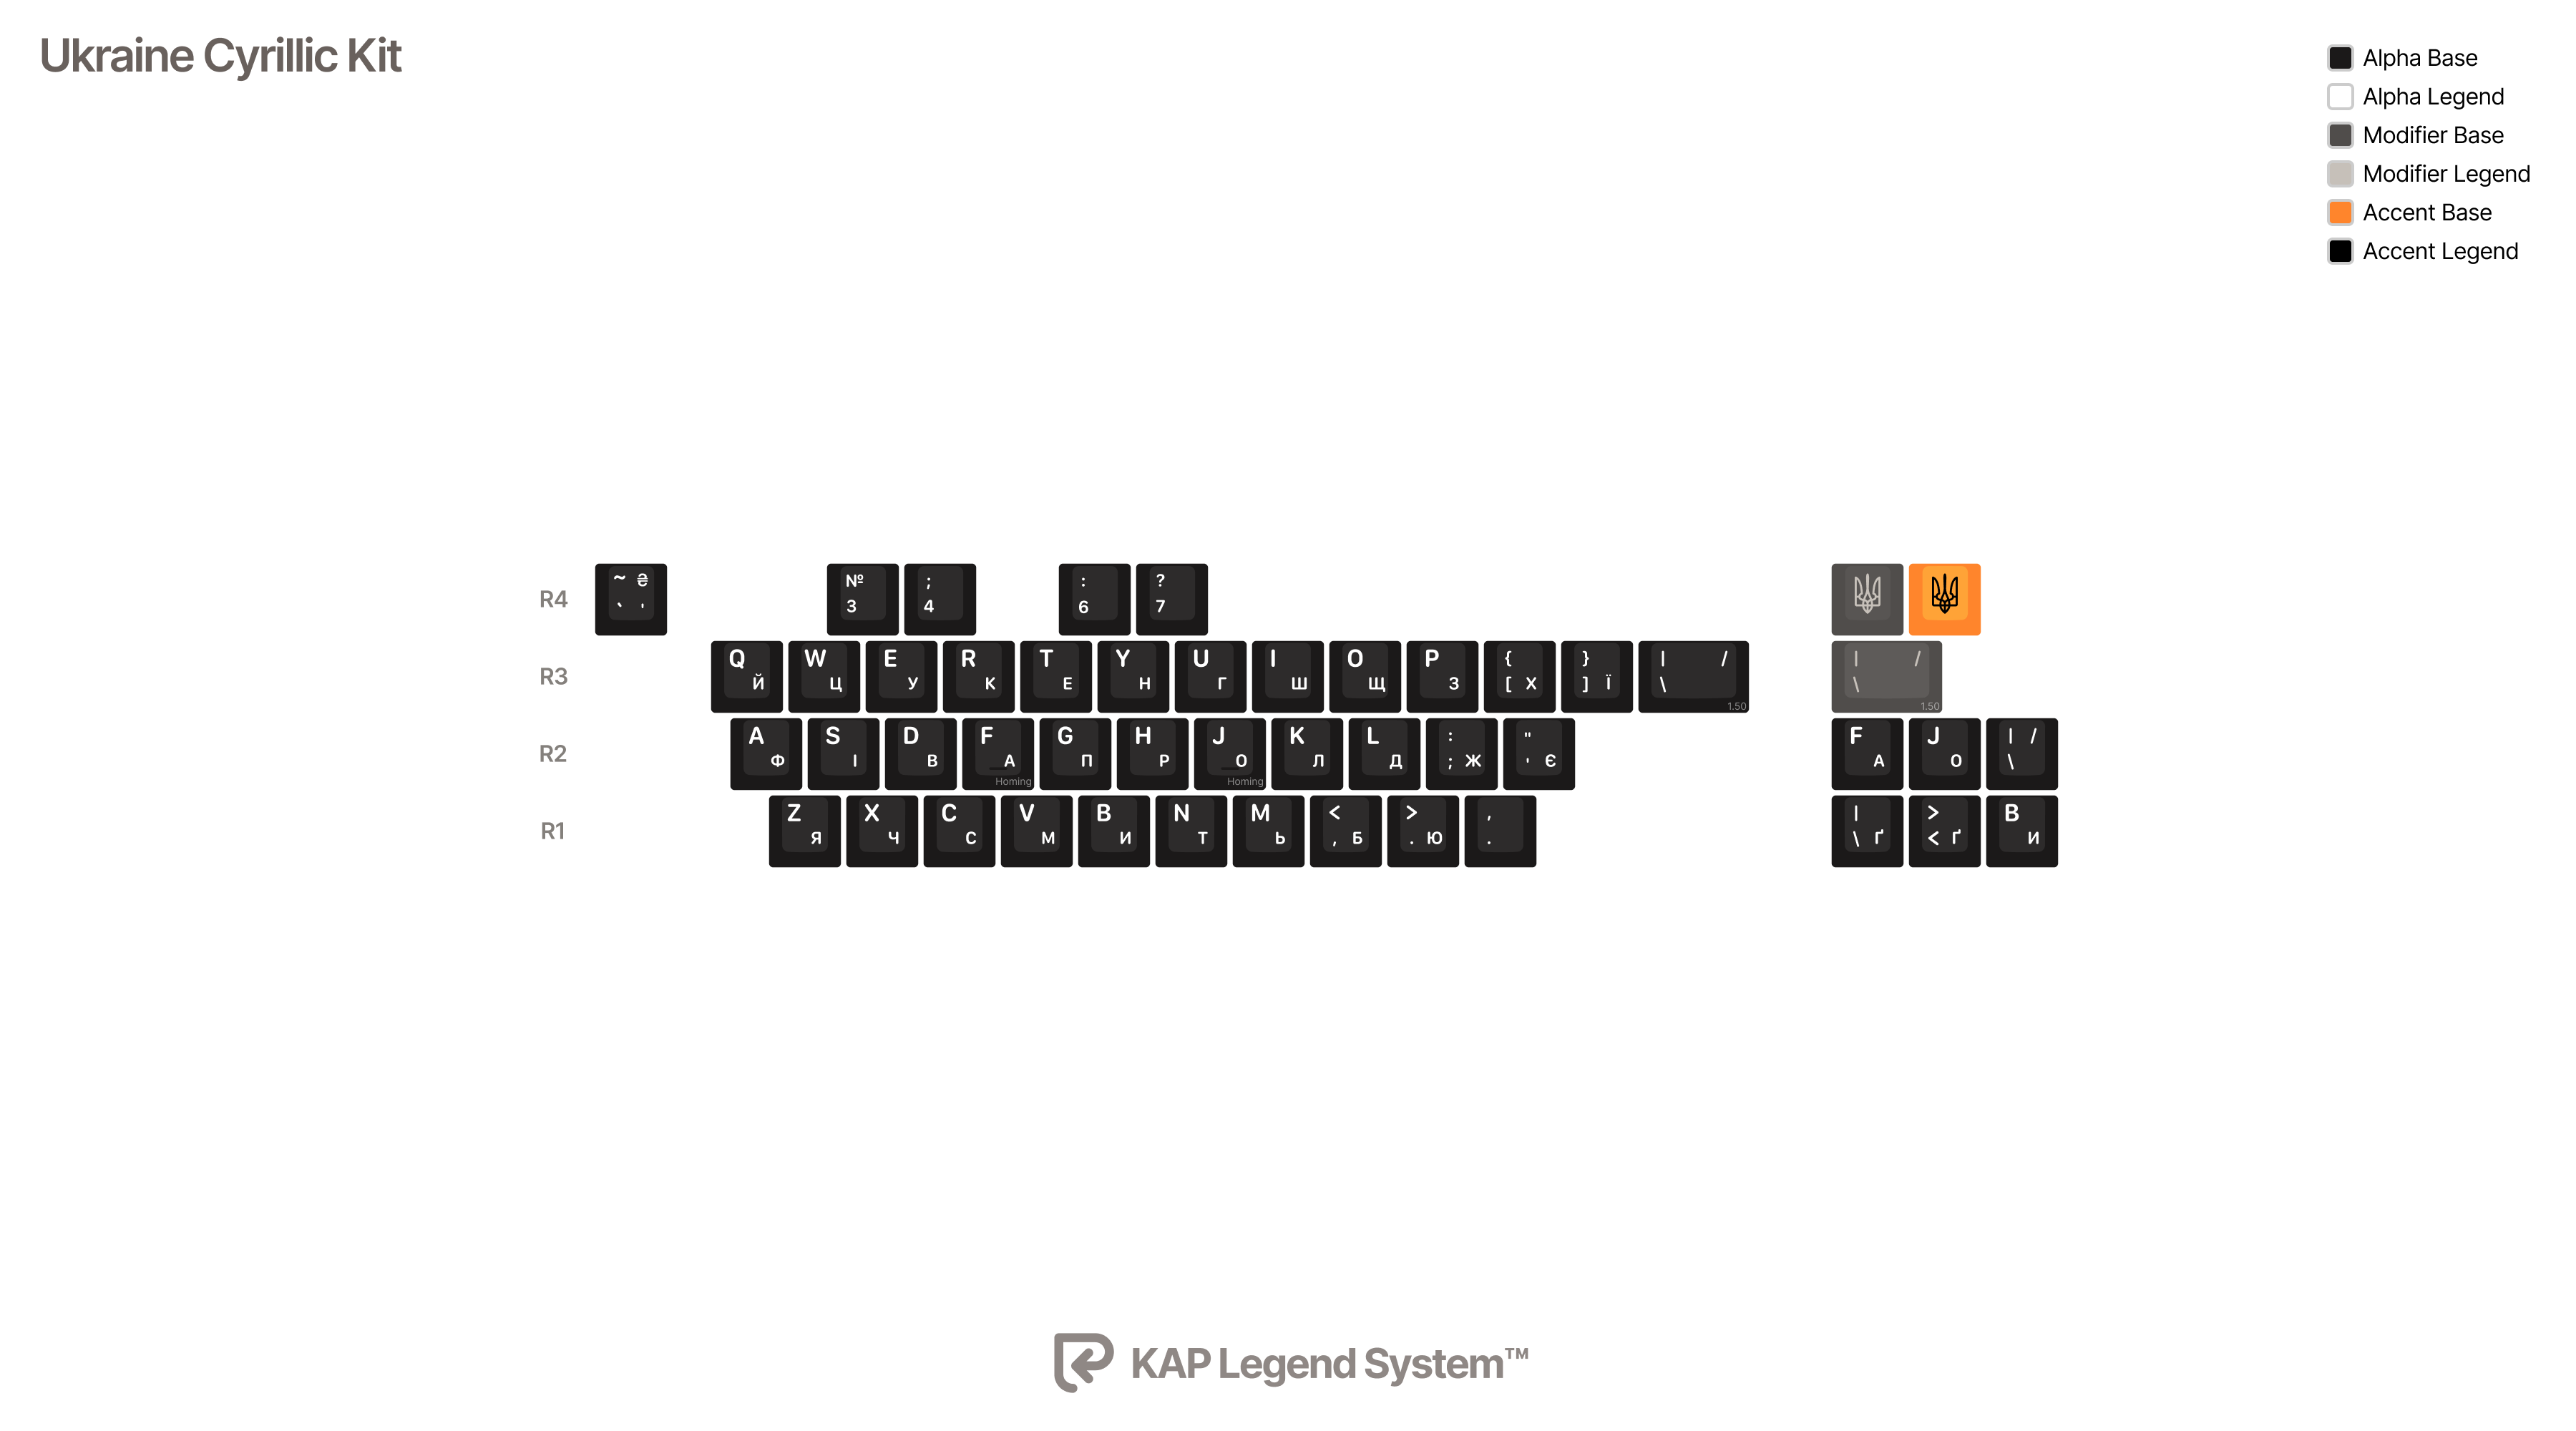 Ukraine Cyrillic Kit
Alpha Base
Alpha Legend
Modifier Base
Modifier Legend
Accent Base
Accent Legend
R4
~ ₴
` '
№
3
;
4
:
6
?
7
R3
Q
Й
W
Ц
E
У
R
К
T
Е
Y
Н
U
Г
I
Ш
O
Щ
P
З
{
[ Х
}
] Ї
| /
\
1.50
| /
\
1.50
R2
A
Ф
S
І
D
В
F
А
Homing
G
П
H
Р
J
О
Homing
K
Л
L
Д
:
; Ж
"
' Є
F
А
J
О
| /
\
R1
Z
Я
X
Ч
C
С
V
М
B
И
N
Т
M
Ь
<
, Б
>
. Ю
,
.
|
\ Ґ
>
< Ґ
B
И
KAP Legend System™